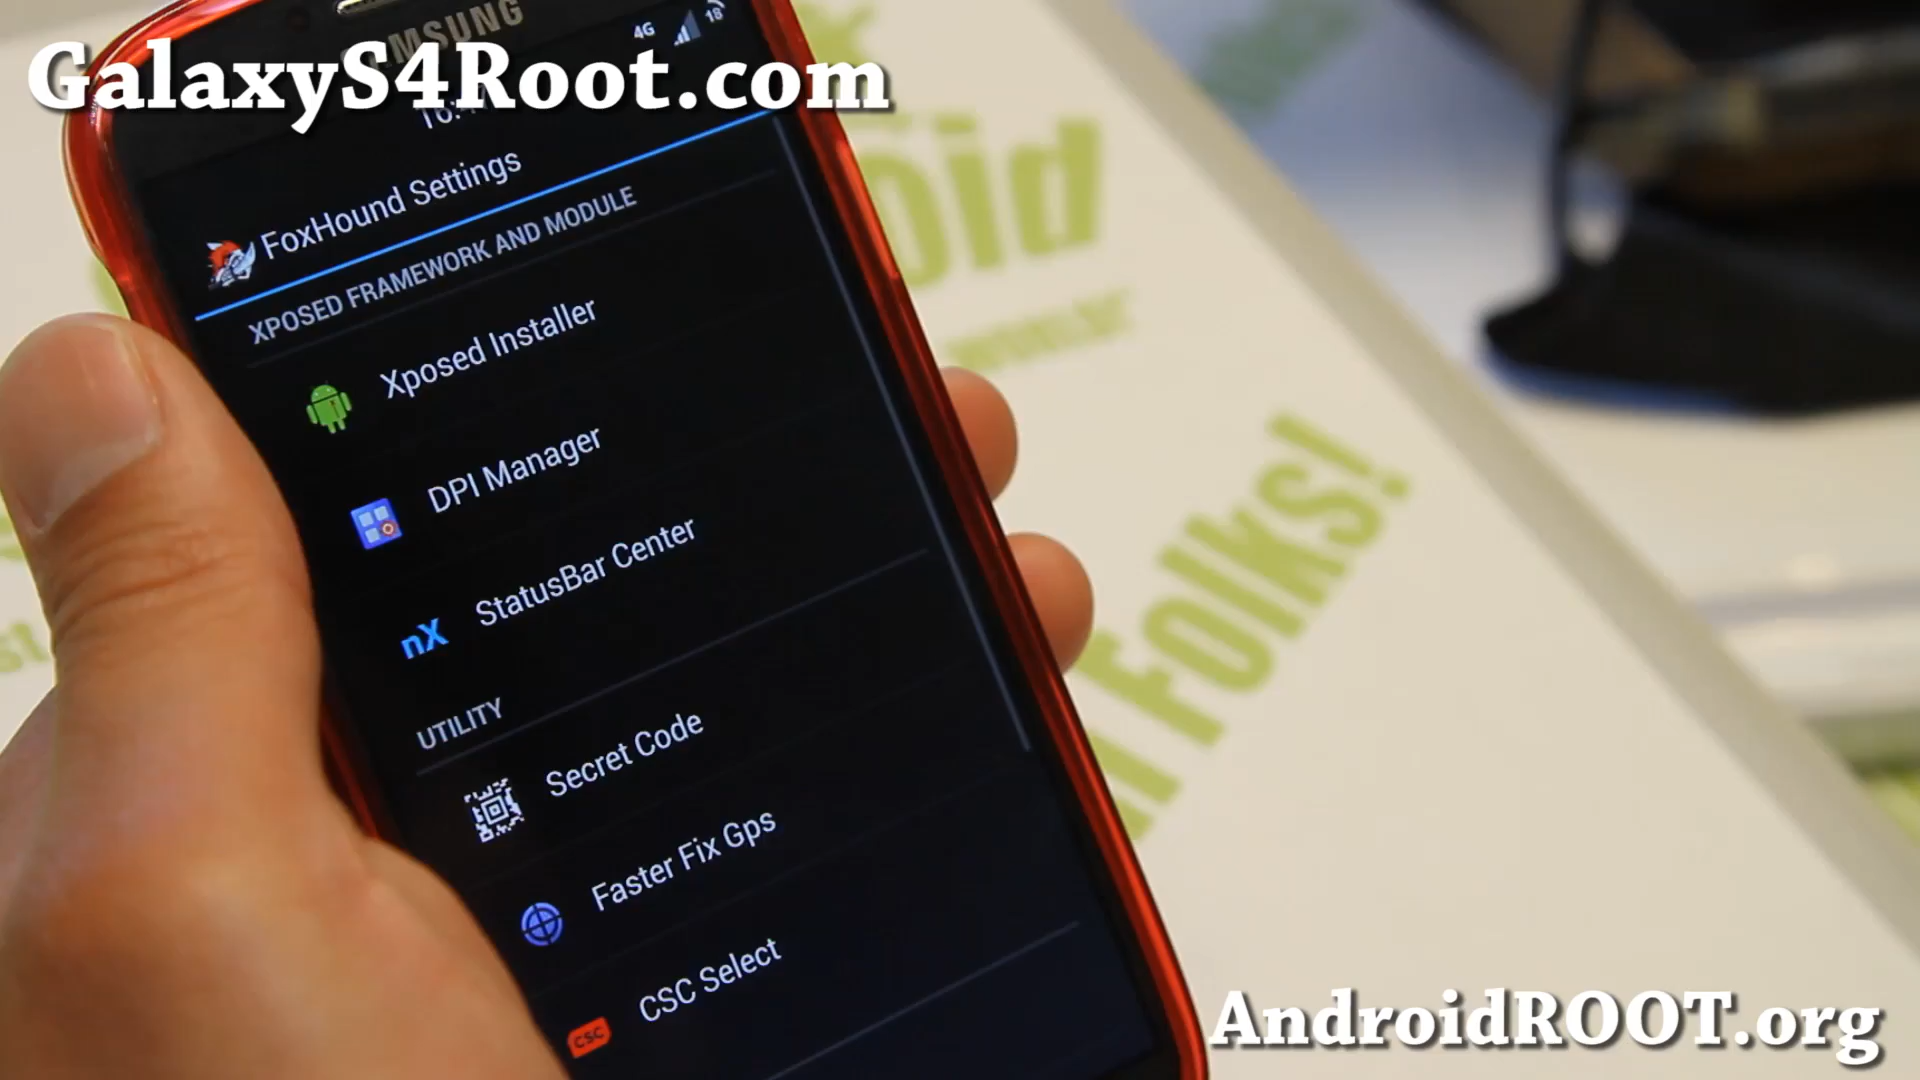 GalaxyS4Root.com
SAMSUNG
4G
18
FoxHound Settings
XPOSED FRAMEWORK AND MODULE
Xposed Installer
DPI Manager
nX StatusBar Center
UTILITY
Secret Code
Faster Fix Gps
CSC CSC Select
Folks!
AndroidROOT.org